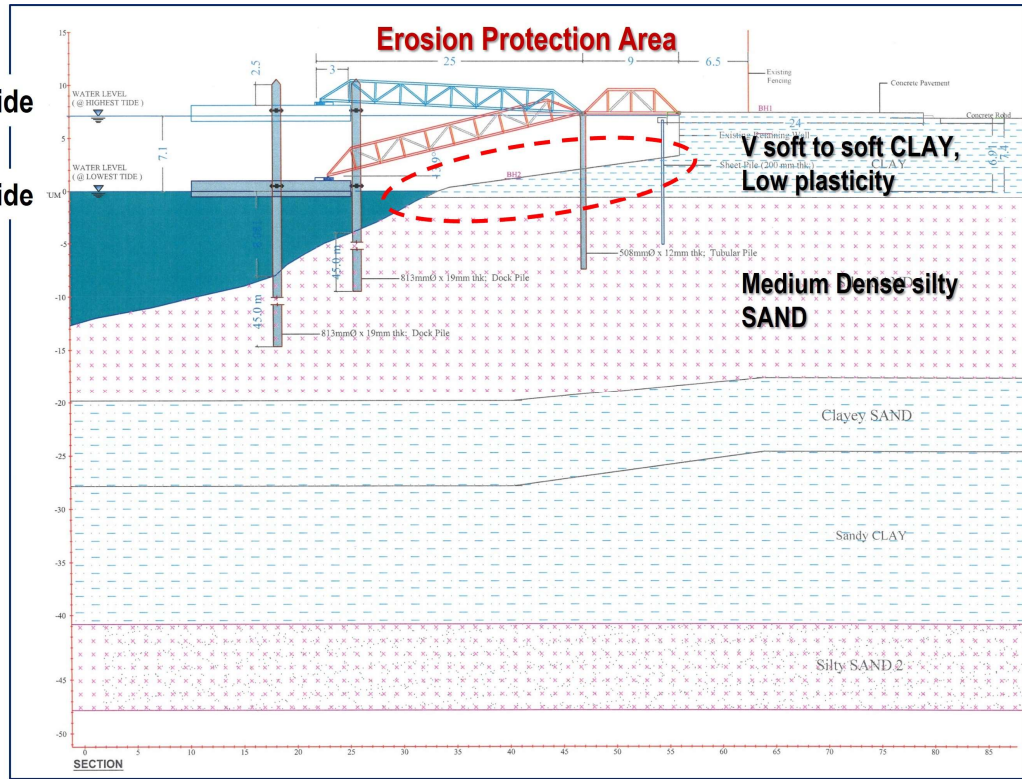 Erosion Protection Area
15
10
5
0
-5
-10
-15
-20
-25
-30
-35
-40
-45
-50
ide
ide
'UM
WATER LEVEL
( @ HIGHEST TIDE )
WATER LEVEL
( @ LOWEST TIDE )
7.1
2.5
3
25
9
6.5
Existing
Fencing
Concrete Pavement
Concrete Road
BH1
24
Existing Retaining Wall
Sheet Pile (200 mm thk.)
BH2
6.91
7.4
V soft to soft CLAY,
Low plasticity
CLAY
508mmØ x 12mm thk; Tubular Pile
45.0 m
813mmØ x 19mm thk; Dock Pile
45.0 m
813mmØ x 19mm thk; Dock Pile
Medium Dense silty
SAND
Clayey SAND
Sandy CLAY
Silty SAND 2
0
5
10
15
20
25
30
35
40
45
50
55
60
65
70
75
80
85
SECTION